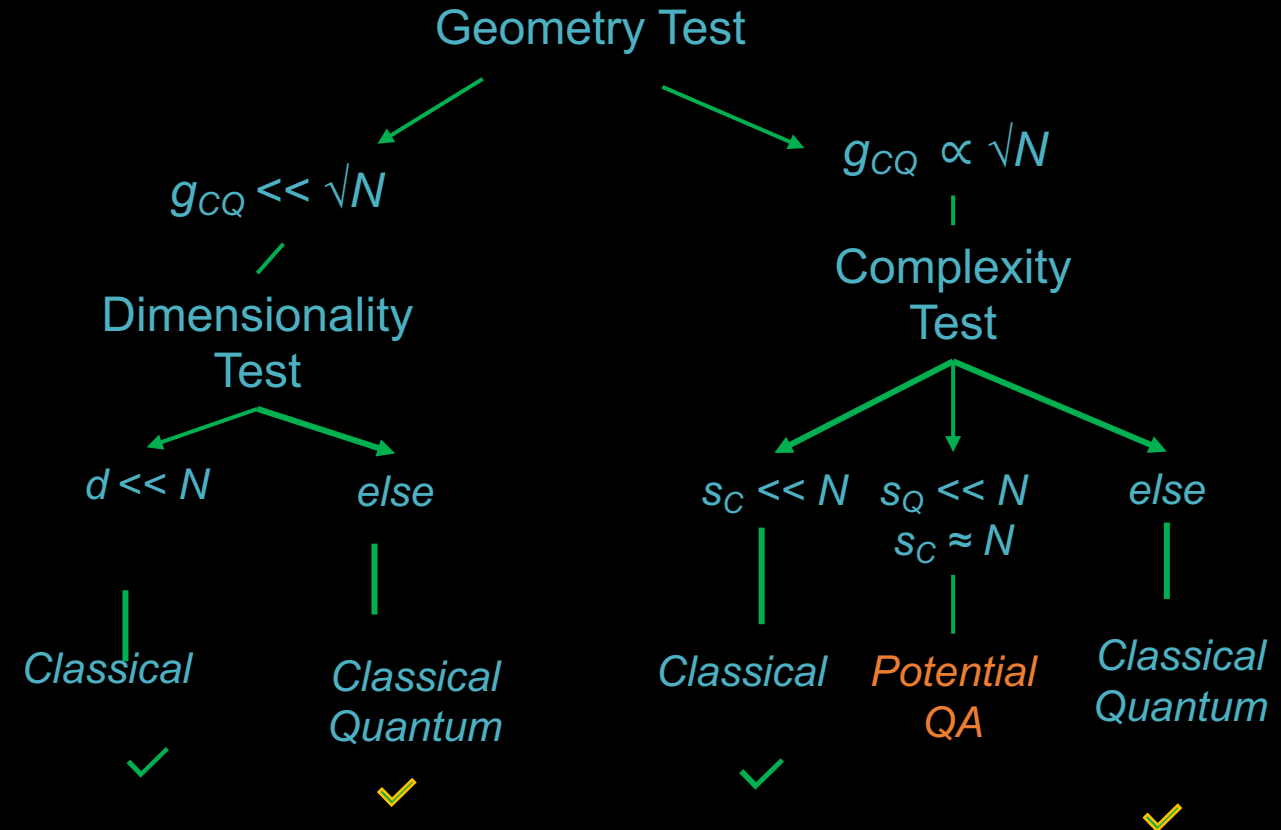 Geometry Test
g_CQ << √N
g_CQ ∝ √N
Dimensionality
Test
Complexity
Test
d << N
else
s_C << N
s_Q << N
s_C ≈ N
else
Classical
Classical
Quantum
Classical
Potential
QA
Classical
Quantum